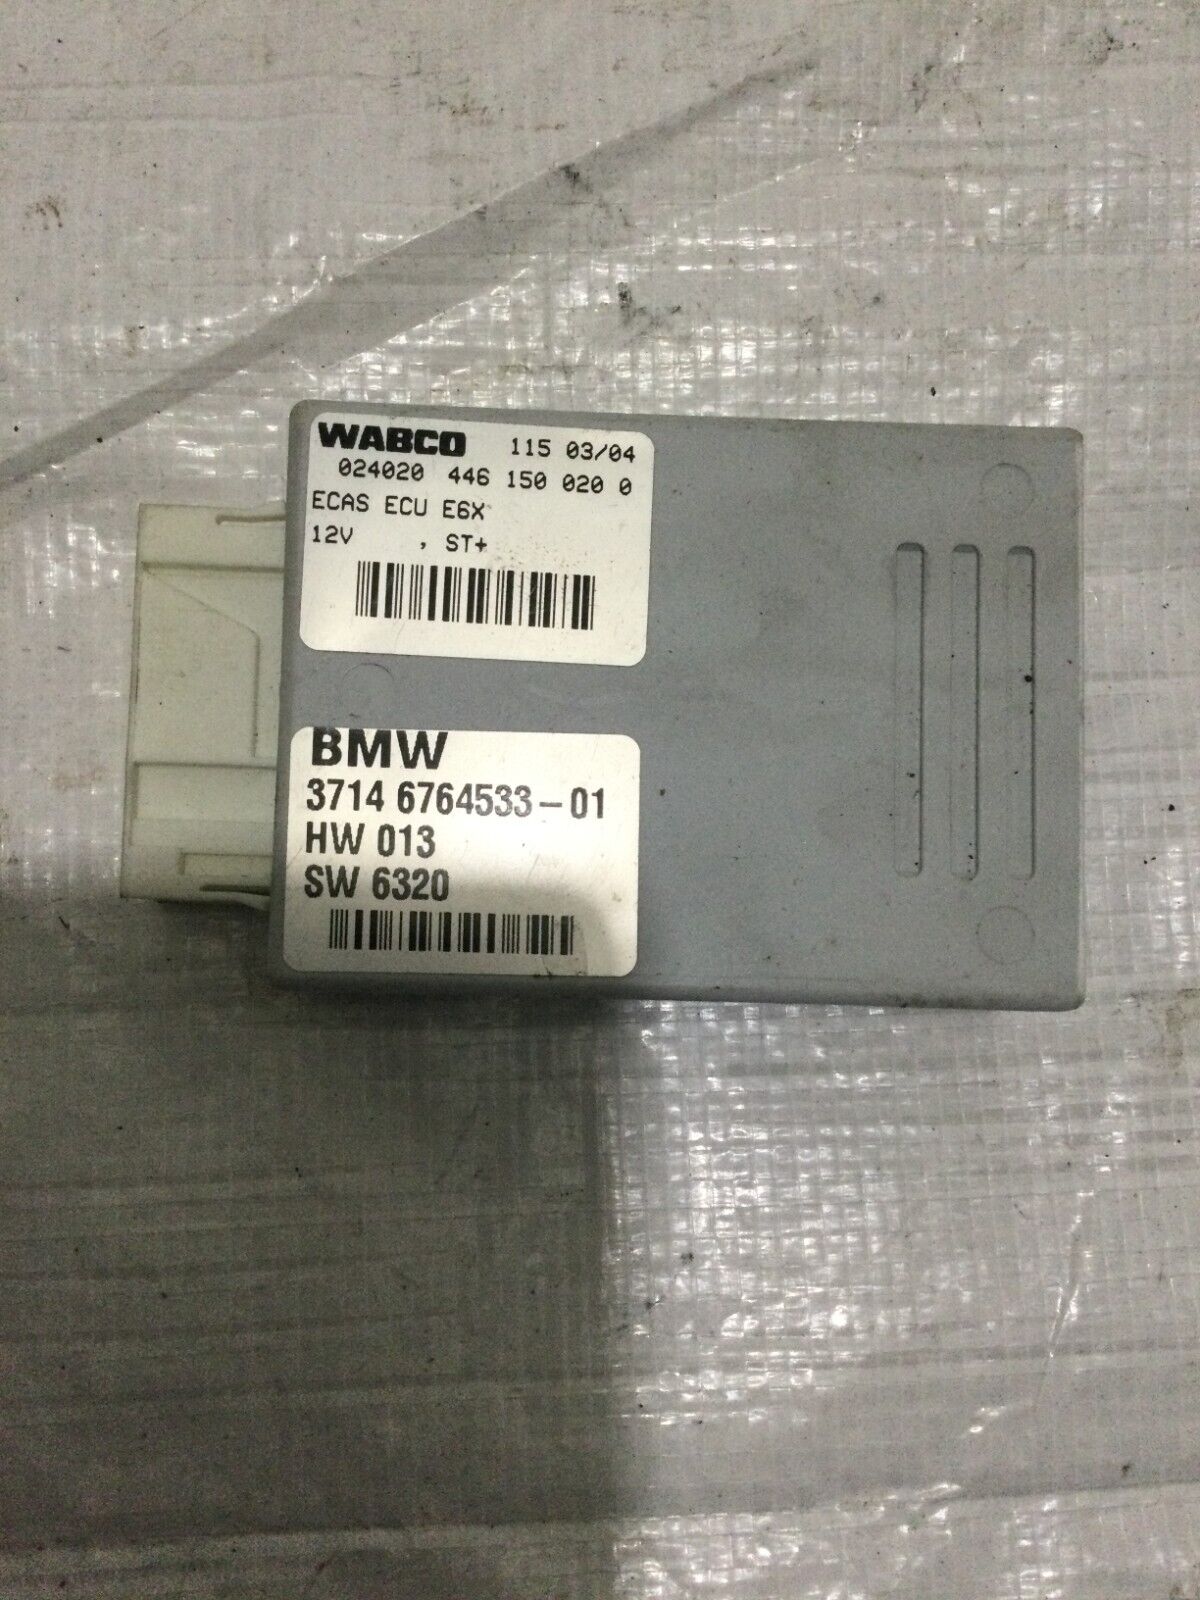 WABCO 115 03/04
024020 446 150 020 0
ECAS ECU E6X
12V , ST+
BMW
3714 6764533-01
HW 013
SW 6320